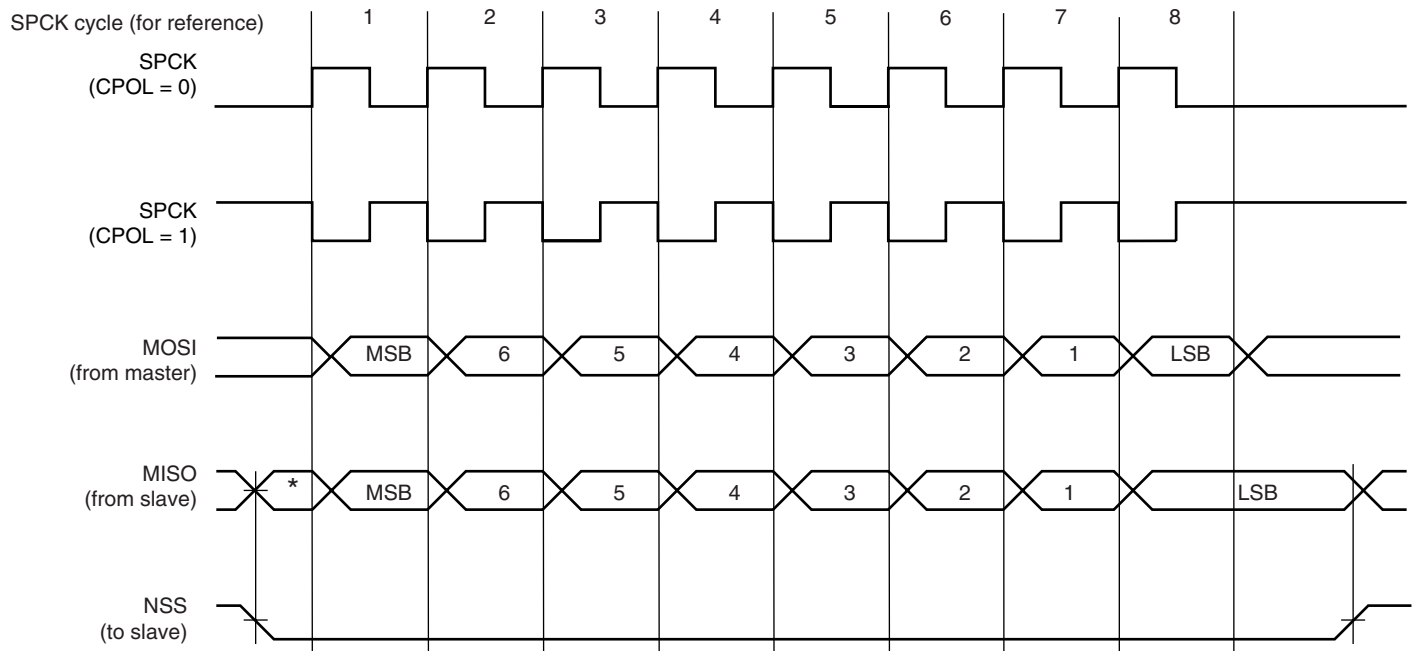 SPCK cycle (for reference) 1 2 3 4 5 6 7 8
SPCK
(CPOL = 0)
SPCK
(CPOL = 1)
MOSI
(from master)
MSB 6 5 4 3 2 1 LSB
MISO
(from slave)
* MSB 6 5 4 3 2 1 LSB
NSS
(to slave)